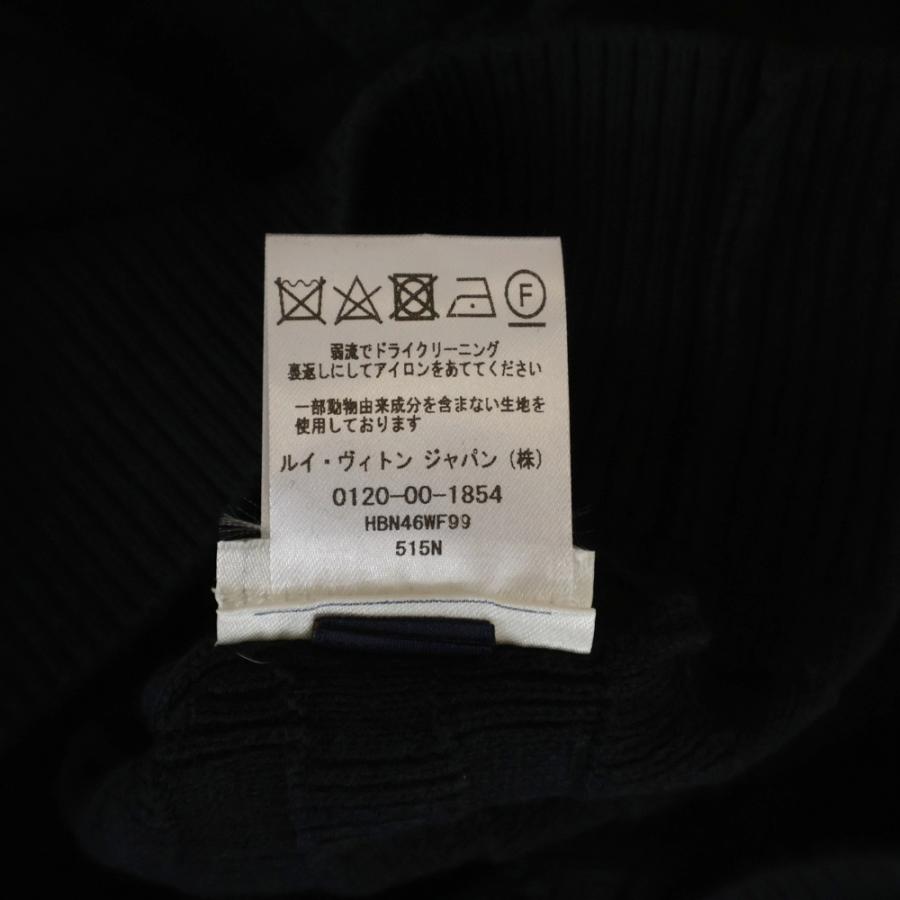 F
弱流でドライクリーニング
裏返しにしてアイロンをあててください
一部動物由来成分を含まない生地を
使用しております
ルイ・ヴィトン ジャパン (株)
0120-00-1854
HBN46WF99
515N